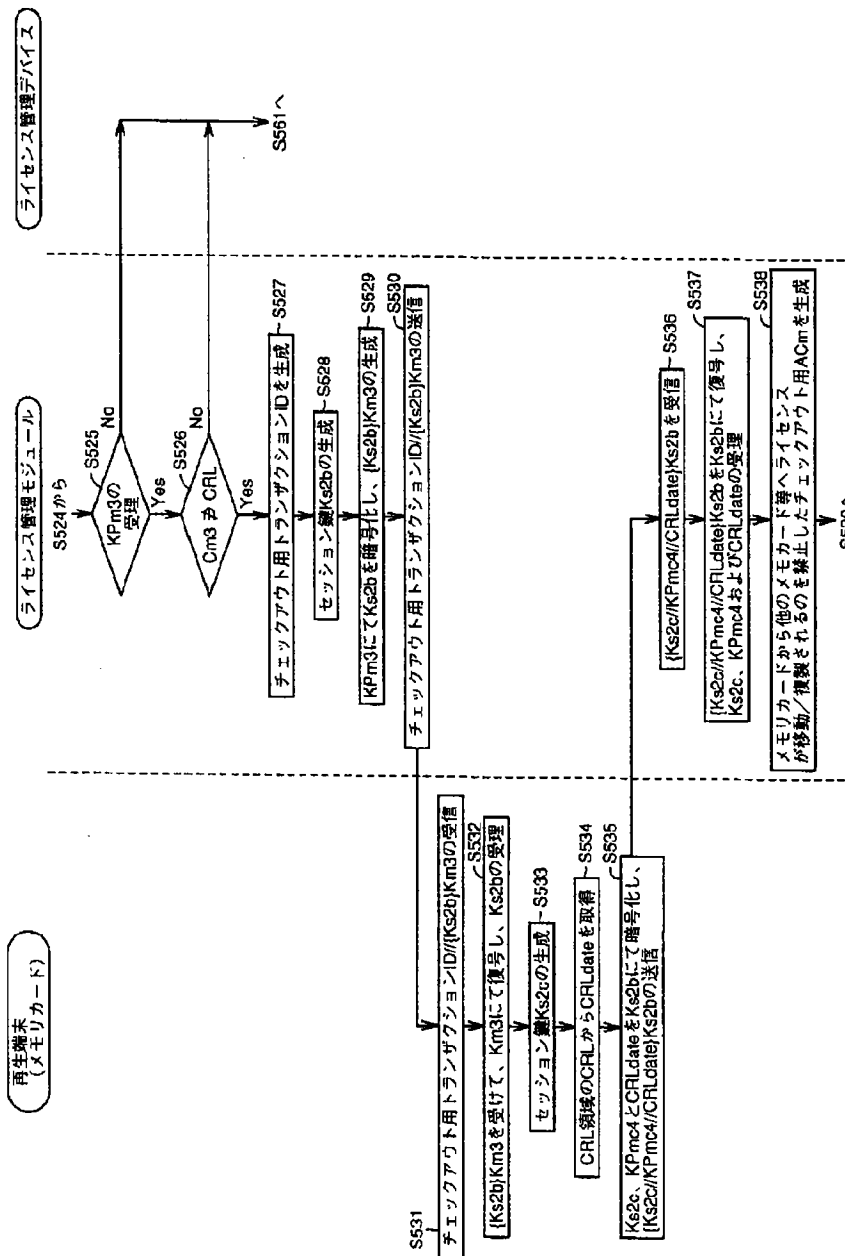 再生端末
(メモリカード)
ライセンス管理モジュール
ライセンス管理デバイス
S524から
S525
KPm3の
受理
No
Yes
S526
Cm3 ∌ CRL
No
Yes
S561へ
チェックアウト用トランザクションIDを生成
S527
セッション鍵Ks2bの生成
S528
KPm3にてKs2bを暗号化し、{Ks2b}Km3の生成
S529
S530
チェックアウト用トランザクションID//{Ks2b}Km3の送信
S531
チェックアウト用トランザクションID//{Ks2b}Km3の受信
S532
{Ks2b}Km3を受けて、Km3にて復号し、Ks2bの受理
セッション鍵Ks2cの生成
S533
CRL領域のCRLからCRLdateを取得
S534
S535
Ks2c、KPmc4とCRLdateをKs2bにて暗号化し、
{Ks2c//KPmc4//CRLdate}Ks2bの送信
{Ks2c//KPmc4//CRLdate}Ks2bを受信
S536
S537
{Ks2c//KPmc4//CRLdate}Ks2bをKs2bにて復号し、
Ks2c、KPmc4およびCRLdateの受理
S538
メモリカードから他のメモカード等へライセンス
が移動/複製されるのを禁止したチェックアウト用ACmを生成